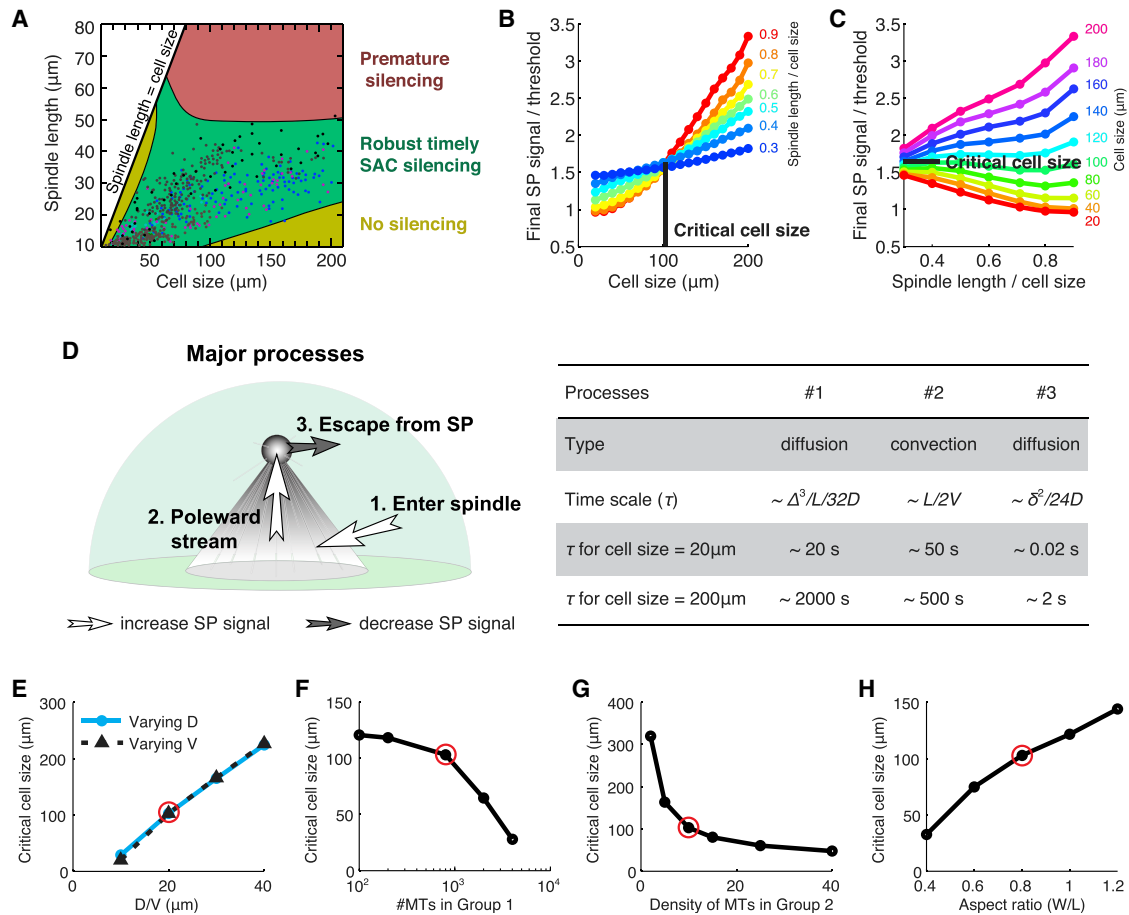 A
Spindle length (µm)
80
70
60
50
40
30
20
10
50
100
150
200
Cell size (µm)
Spindle length = cell size
Premature
silencing
Robust timely
SAC silencing
No silencing
B
Final SP signal / threshold
3.5
3
2.5
2
1.5
1
0.5
0
100
200
Cell size (µm)
Critical cell size
0.9
0.8
0.7
0.6
0.5
0.4
0.3
Spindle length / cell size
C
Final SP signal / threshold
3.5
3
2.5
2
1.5
1
0.5
0.4
0.6
0.8
Spindle length / cell size
Critical cell size
200
180
160
140
120
100
80
60
40
20
Cell size (µm)
D
Major processes
3. Escape from SP
1. Enter spindle
2. Poleward
stream
increase SP signal
decrease SP signal
Processes #1 #2 #3
Type diffusion convection diffusion
Time scale (τ) ~ Δ³/L/32D ~ L/2V ~ δ²/24D
τ for cell size = 20µm ~ 20 s ~ 50 s ~ 0.02 s
τ for cell size = 200µm ~ 2000 s ~ 500 s ~ 2 s
E
Critical cell size (µm)
300
200
100
0
0
20
40
D/V (µm)
Varying D
Varying V
F
Critical cell size (µm)
150
100
50
0
10²
10³
10⁴
#MTs in Group 1
G
Critical cell size (µm)
400
300
200
100
0
0
20
40
Density of MTs in Group 2
H
Critical cell size (µm)
150
100
50
0
0.4
0.6
0.8
1
1.2
Aspect ratio (W/L)